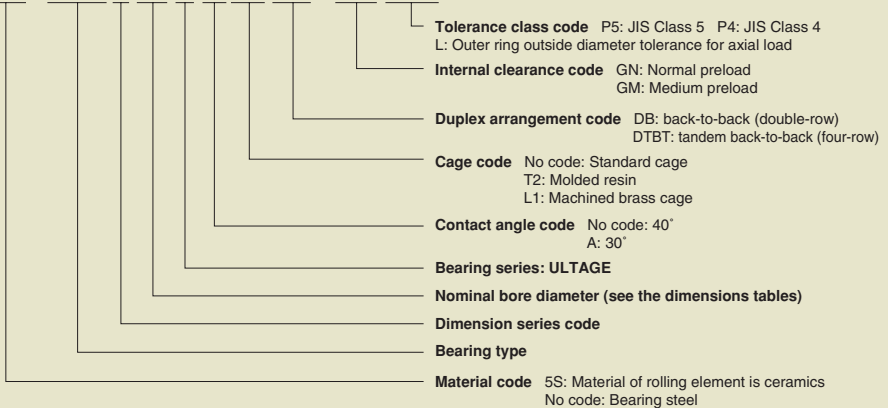 Tolerance class code P5: JIS Class 5 P4: JIS Class 4
L: Outer ring outside diameter tolerance for axial load
Internal clearance code GN: Normal preload
GM: Medium preload
Duplex arrangement code DB: back-to-back (double-row)
DTBT: tandem back-to-back (four-row)
Cage code No code: Standard cage
T2: Molded resin
L1: Machined brass cage
Contact angle code No code: 40˚
A: 30˚
Bearing series: ULTAGE
Nominal bore diameter (see the dimensions tables)
Dimension series code
Bearing type
Material code 5S: Material of rolling element is ceramics
No code: Bearing steel